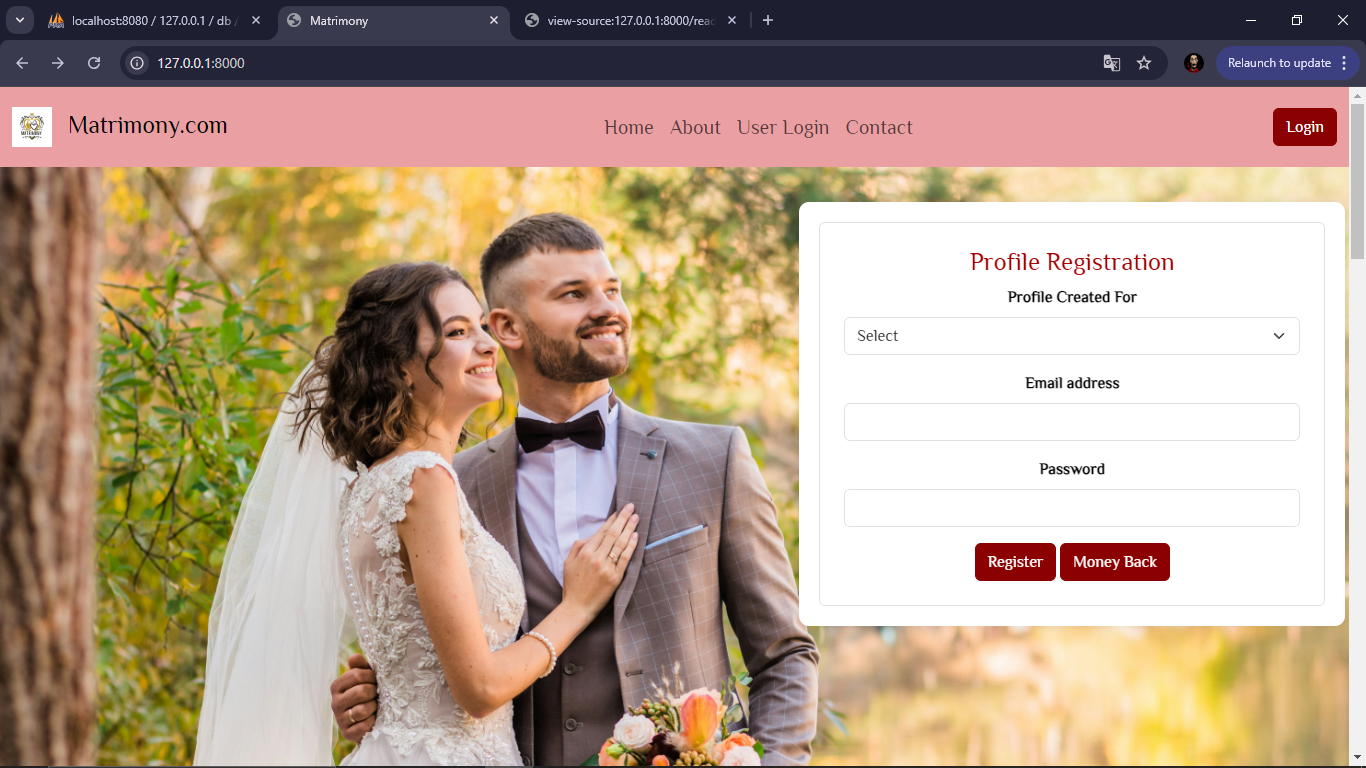 localhost:8080 / 127.0.0.1 / db /
Matrimony
view-source:127.0.0.1:8000/read
127.0.0.1:8000
Relaunch to update
MATRIMONY
Matrimony.com
Home
About
User Login
Contact
Login
Profile Registration
Profile Created For
Select
Email address
Password
Register
Money Back